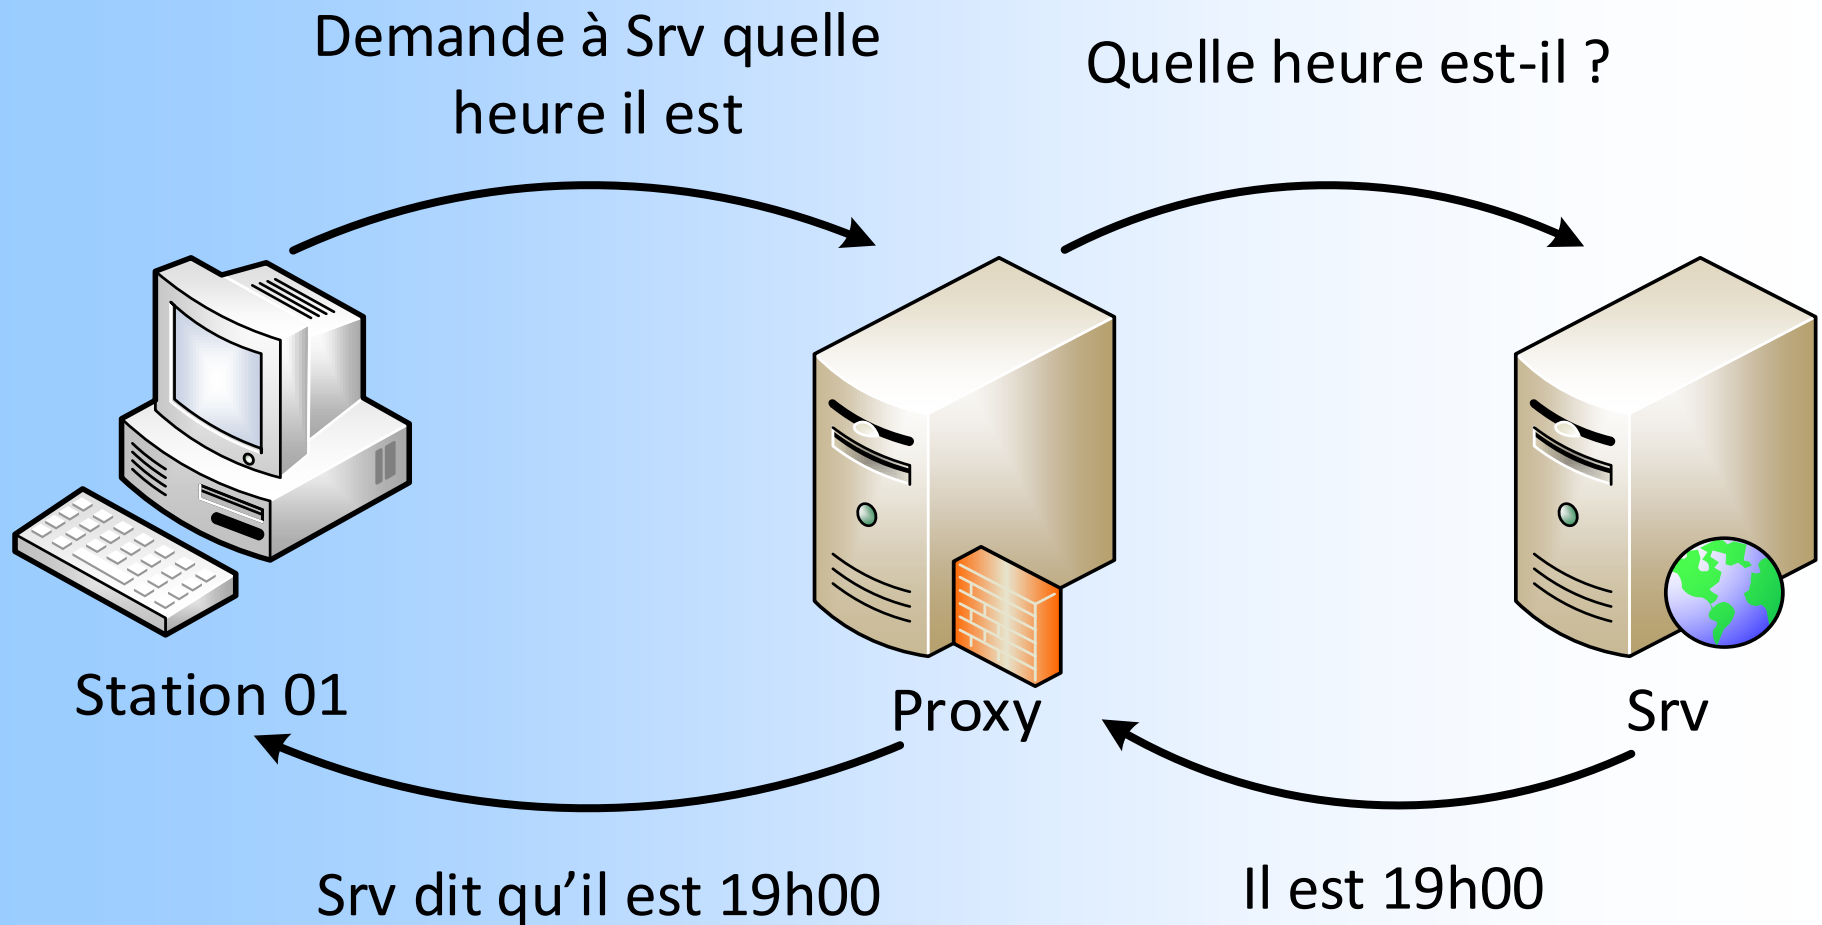 Demande à Srv quelle
heure il est
Quelle heure est-il ?
Station 01
Proxy
Srv
Srv dit qu’il est 19h00
Il est 19h00